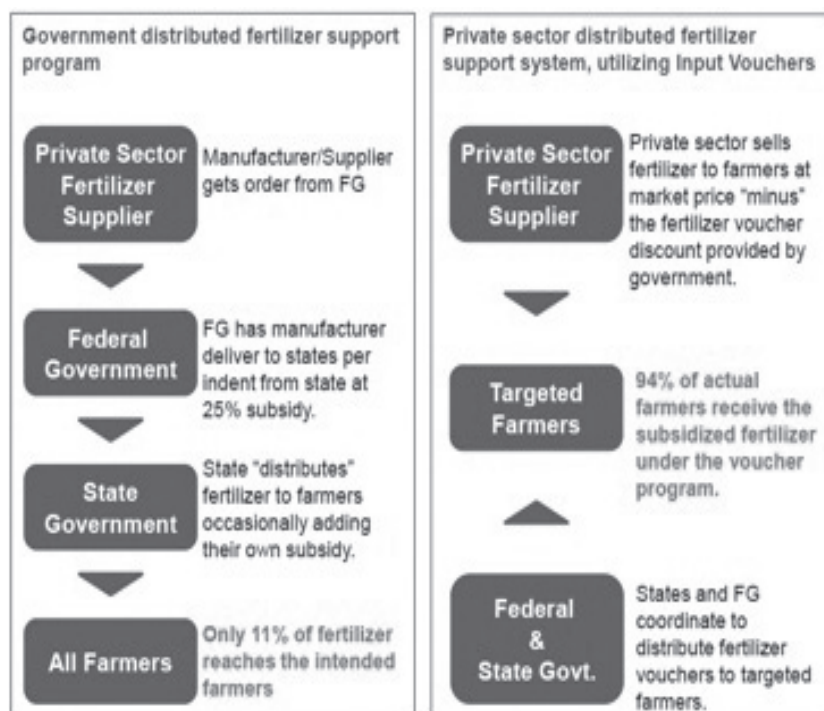 Government distributed fertilizer support
program
Private Sector
Fertilizer
Supplier
Manufacturer/Supplier
gets order from FG
Federal
Government
FG has manufacturer
deliver to states per
indent from state at
25% subsidy.
State
Government
State "distributes"
fertilizer to farmers
occasionally adding
their own subsidy.
All Farmers
Only 11% of fertilizer
reaches the intended
farmers
Private sector distributed fertilizer
support system, utilizing Input Vouchers
Private Sector
Fertilizer
Supplier
Private sector sells
fertilizer to farmers at
market price "minus"
the fertilizer voucher
discount provided by
government.
Targeted
Farmers
94% of actual
farmers receive the
subsidized fertilizer
under the voucher
program.
Federal
&
State Govt.
States and FG
coordinate to
distribute fertilizer
vouchers to targeted
farmers.